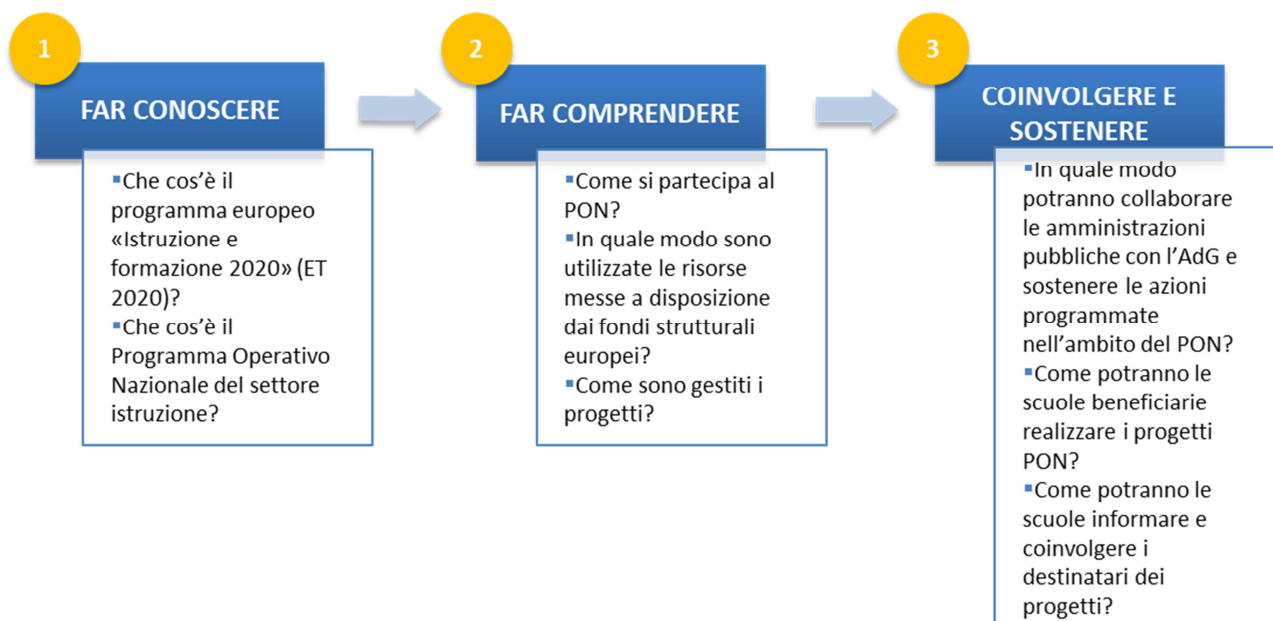 1
FAR CONOSCERE
▪Che cos’è il
programma europeo
«Istruzione e
formazione 2020» (ET
2020)?
▪Che cos’è il
Programma Operativo
Nazionale del settore
istruzione?
2
FAR COMPRENDERE
▪Come si partecipa al
PON?
▪In quale modo sono
utilizzate le risorse
messe a disposizione
dai fondi strutturali
europei?
▪Come sono gestiti i
progetti?
3
COINVOLGERE E
SOSTENERE
▪In quale modo
potranno collaborare
le amministrazioni
pubbliche con l’AdG e
sostenere le azioni
programmate
nell’ambito del PON?
▪Come potranno le
scuole beneficiarie
realizzare i progetti
PON?
▪Come potranno le
scuole informare e
coinvolgere i
destinatari dei
progetti?